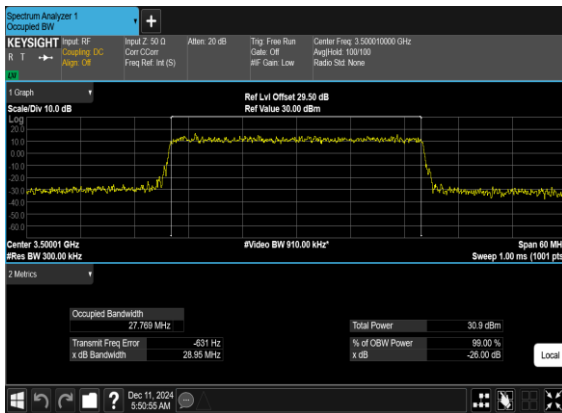 Spectrum Analyzer 1
Occupied BW
KEYSIGHT
R T
Input: RF
Coupling: DC
Align: Off
Input Z: 50 Ω
Corr CCorr
Freq Ref: Int (S)
Atten: 20 dB
Trig: Free Run
Gate: Off
#IF Gain: Low
Center Freq: 3.500010000 GHz
Avg|Hold: 100/100
Radio Std: None
1 Graph
Scale/Div 10.0 dB
Ref Lvl Offset 29.50 dB
Ref Value 30.00 dBm
Log
20.0
10.0
0.00
-10.0
-20.0
-30.0
-40.0
-50.0
-60.0
Center 3.50001 GHz
#Video BW 910.00 kHz*
Span 60 MH
#Res BW 300.00 kHz
Sweep 1.00 ms (1001 pts
2 Metrics
Occupied Bandwidth
27.769 MHz
Total Power 30.9 dBm
Transmit Freq Error -631 Hz
% of OBW Power 99.00 %
x dB Bandwidth 28.95 MHz
x dB -26.00 dB
Local
?
Dec 11, 2024
5:50:55 AM